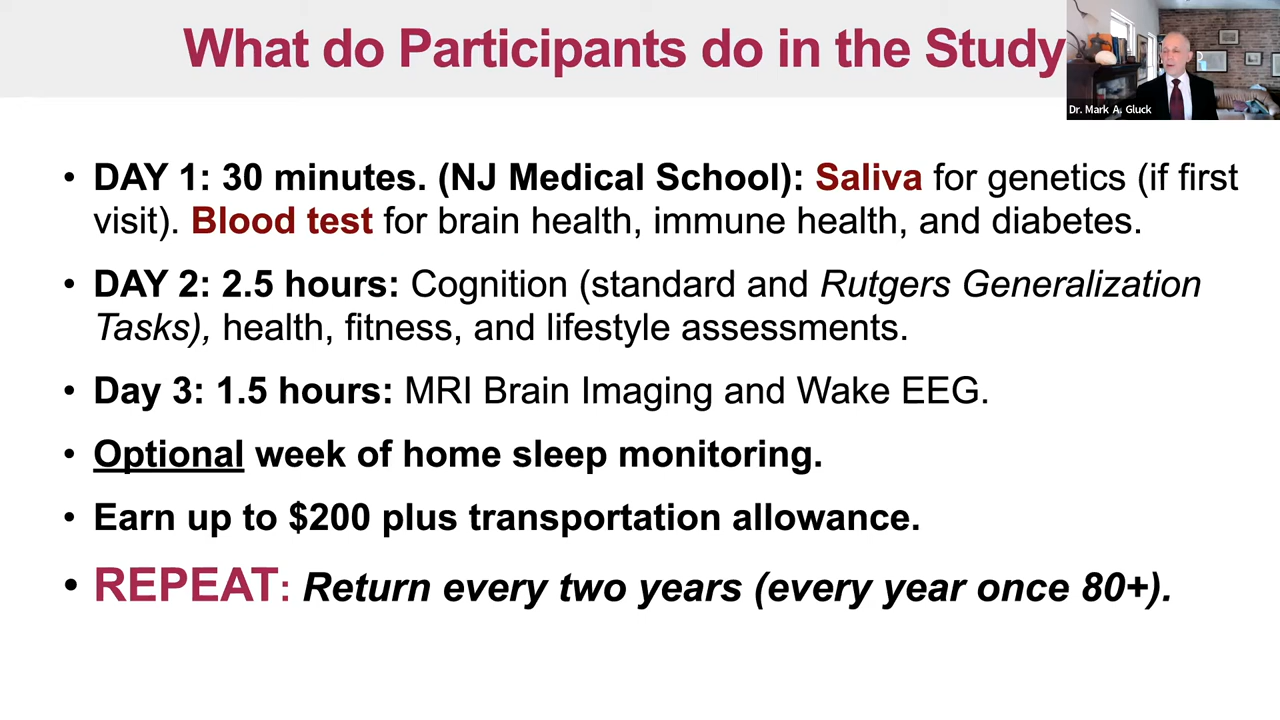 What do Participants do in the Study
Dr. Mark A. Gluck
• DAY 1: 30 minutes. (NJ Medical School): Saliva for genetics (if first
visit). Blood test for brain health, immune health, and diabetes.
• DAY 2: 2.5 hours: Cognition (standard and Rutgers Generalization
Tasks), health, fitness, and lifestyle assessments.
• Day 3: 1.5 hours: MRI Brain Imaging and Wake EEG.
• Optional week of home sleep monitoring.
• Earn up to $200 plus transportation allowance.
• REPEAT: Return every two years (every year once 80+).